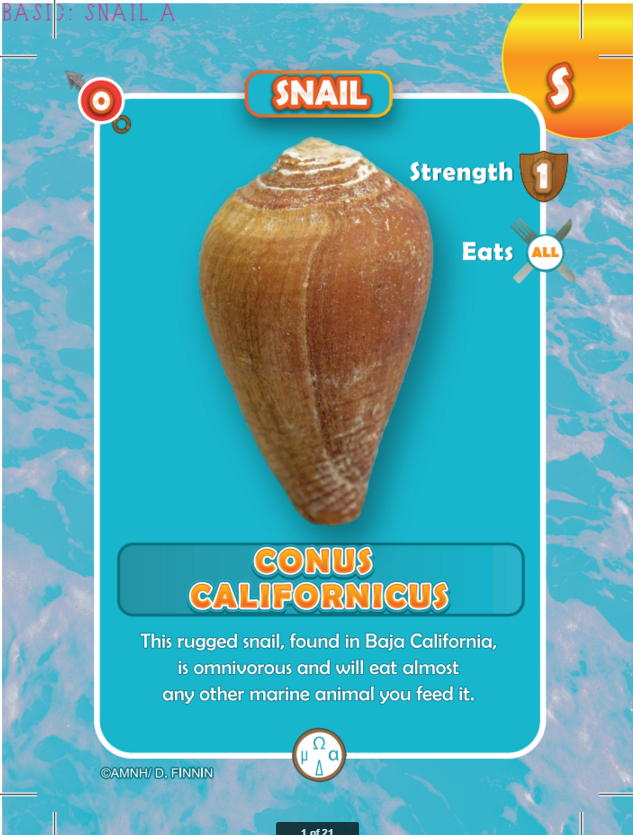 BASIC: SNAIL A
S
O
SNAIL
Strength 1
Eats ALL
CONUS
CALIFORNICUS
This rugged snail, found in Baja California,
is omnivorous and will eat almost
any other marine animal you feed it.
Ω
μ α
Δ
©AMNH/ D. FINNIN
1 of 21